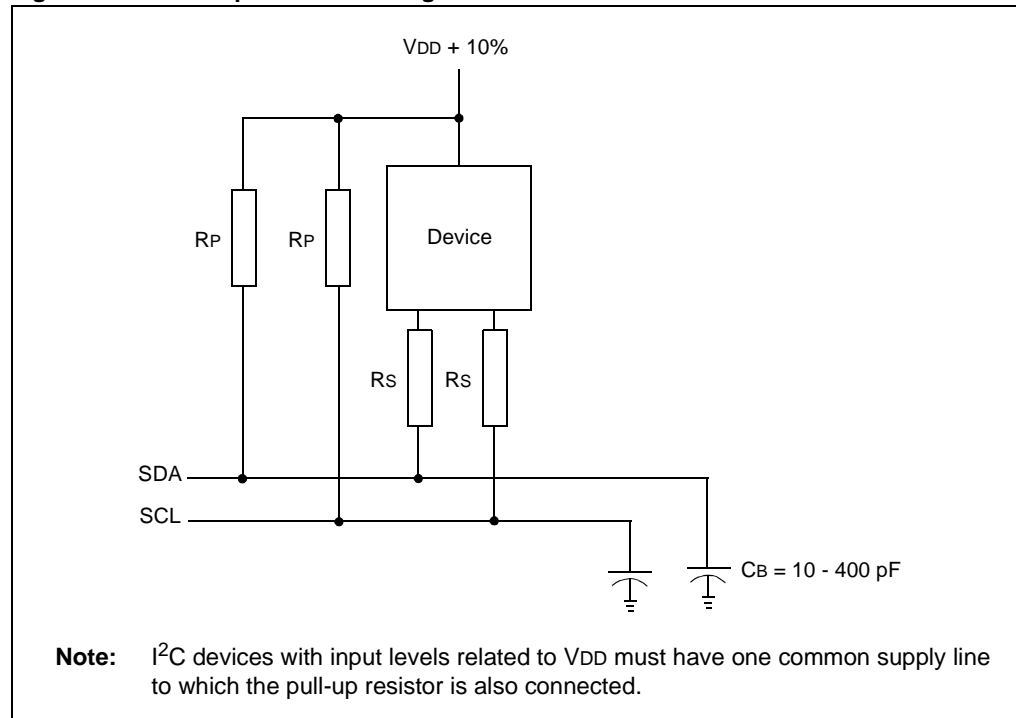 VDD + 10%
RP
RP
Device
RS
RS
SDA
SCL
CB = 10 - 400 pF
Note: I2C devices with input levels related to VDD must have one common supply line
to which the pull-up resistor is also connected.